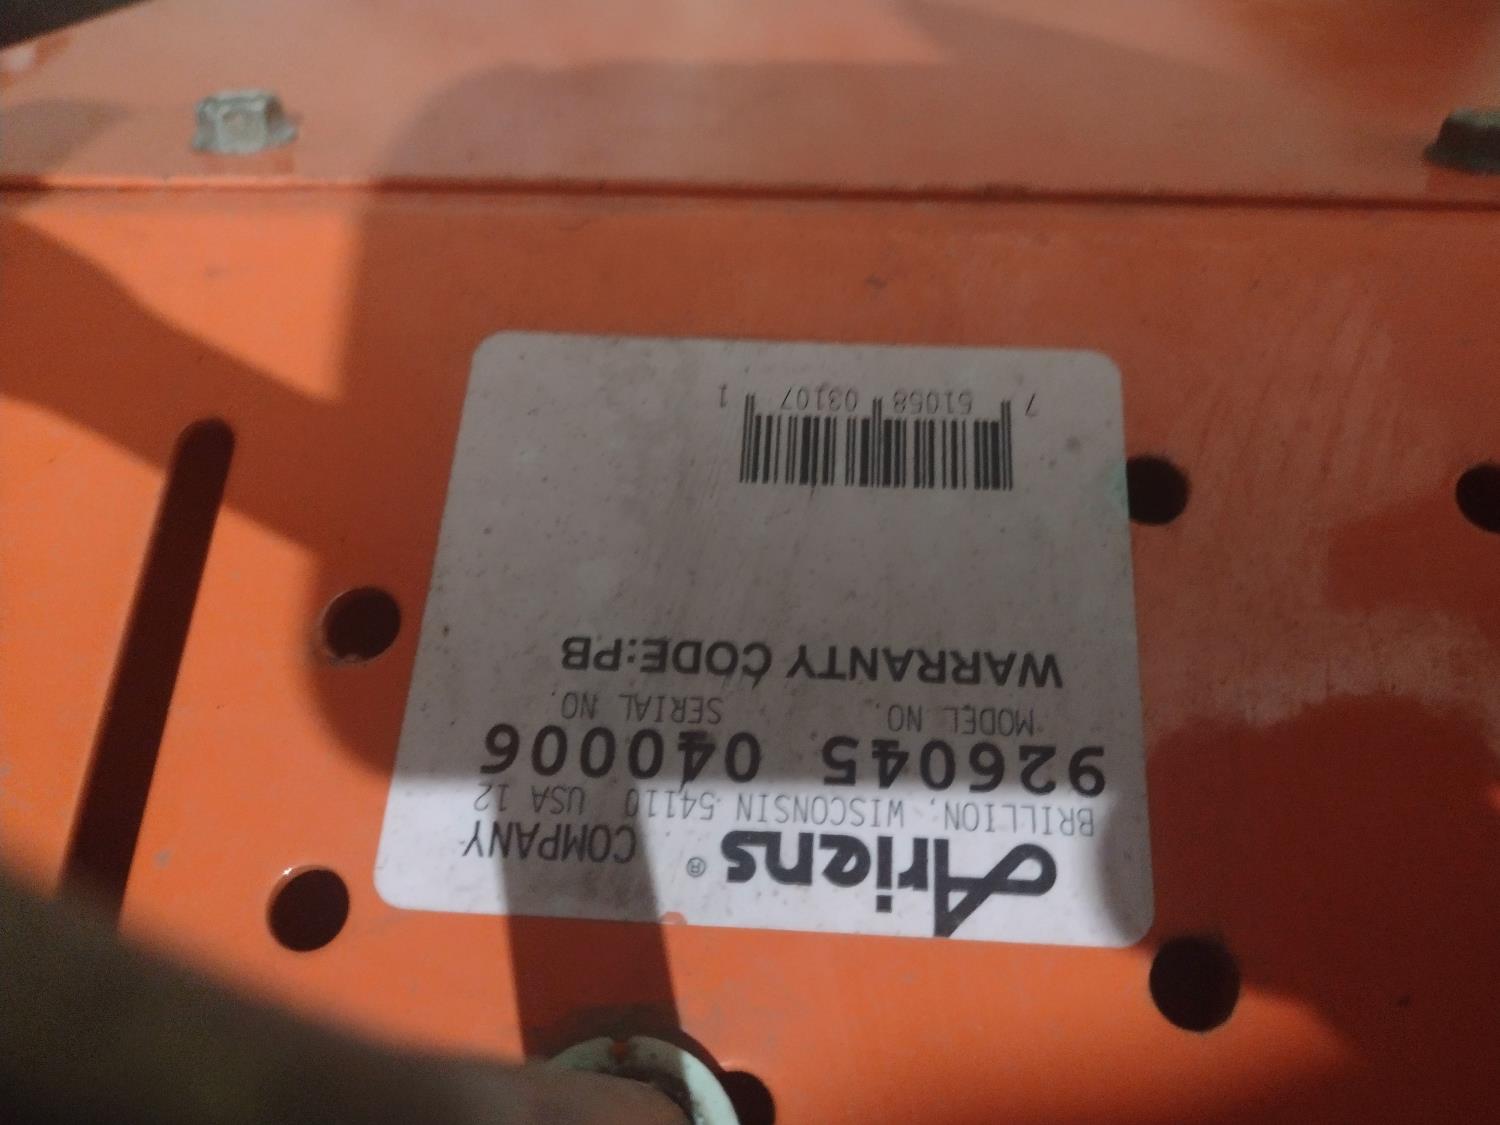 Ariens® COMPANY
BRILLION, WISCONSIN 54110 USA 12
926045 040006
MODEL NO. SERIAL NO.
WARRANTY CODE:PB
7 51058 03107 1